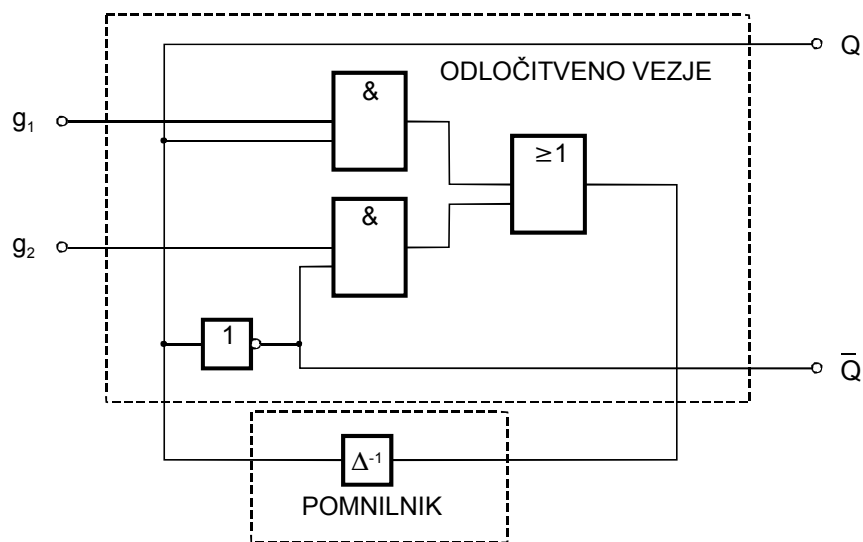 Q
ODLOČITVENO VEZJE
&
g₁
≥1
&
g₂
1
Q̅
Δ⁻¹
POMNILNIK